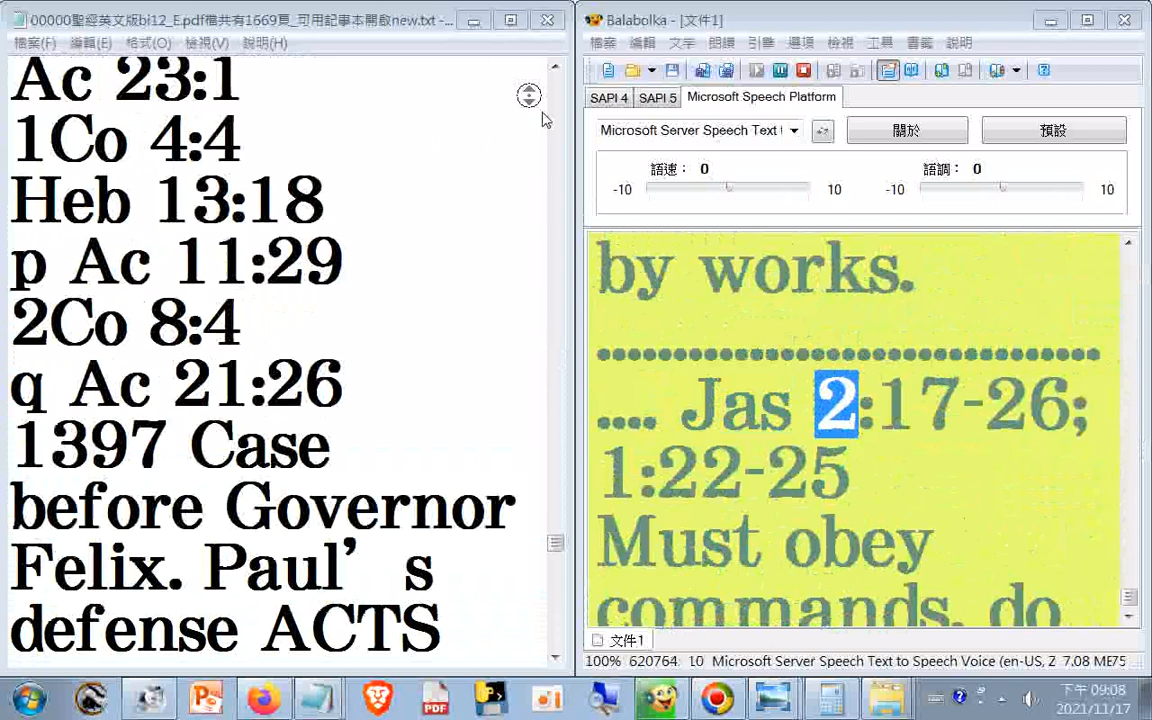 00000聖經英文版bi12_E.pdf檔共有1669頁_可用記事本開啟new.txt -...
檔案(F) 編輯(E) 格式(O) 檢視(V) 說明(H)
Ac 23:1
1Co 4:4
Heb 13:18
p Ac 11:29
2Co 8:4
q Ac 21:26
1397 Case
before Governor
Felix. Paul’s
defense ACTS
Balabolka - [文件1]
檔案 編輯 文字 朗讀 引擎 選項 檢視 工具 書籤 說明
SAPI 4 SAPI 5 Microsoft Speech Platform
Microsoft Server Speech Text 關於 預設
語速： 0 語調： 0
-10 10 -10 10
by works.
.................................
.... Jas 2:17-26;
1:22-25
Must obey
commands, do
文件1
100% 620764: 10 Microsoft Server Speech Text to Speech Voice (en-US, Z 7.08 ME75
PDF
下午 09:08
2021/11/17